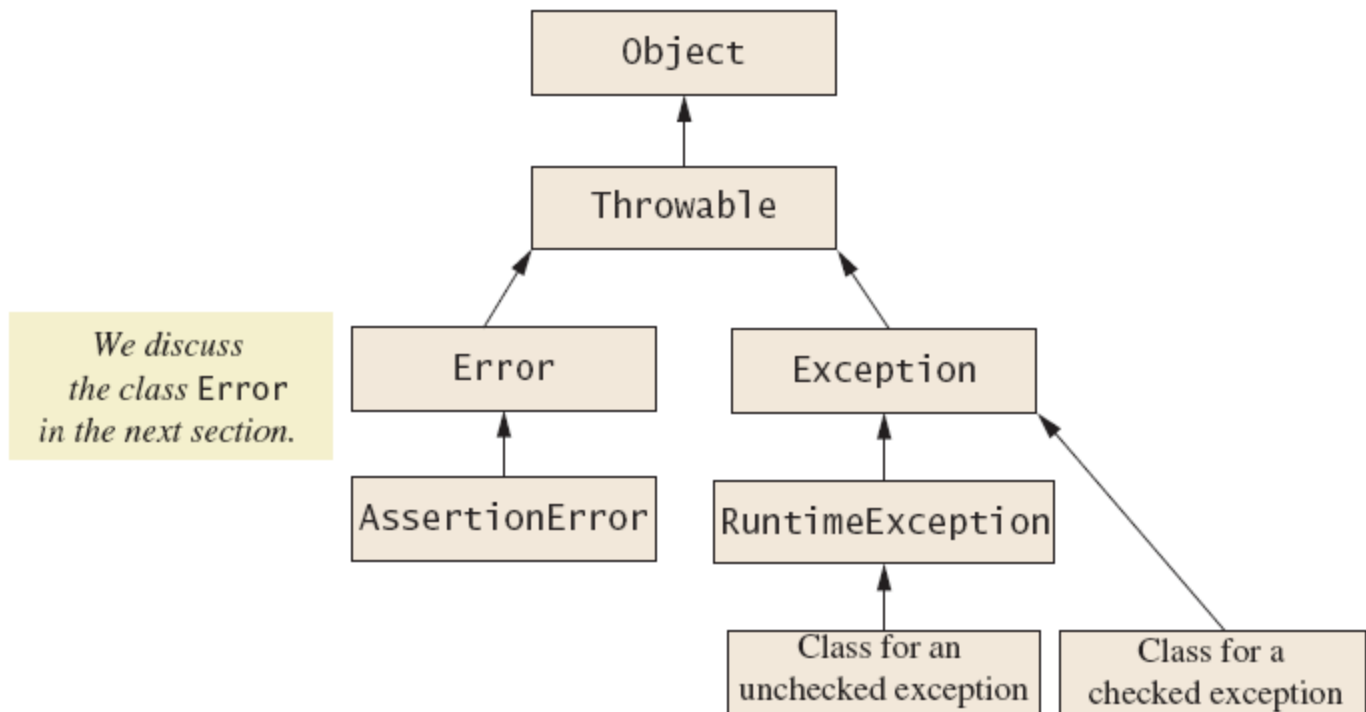 Object
Throwable
We discuss
the class Error
in the next section.
Error
Exception
AssertionError
RuntimeException
Class for an
unchecked exception
Class for a
checked exception